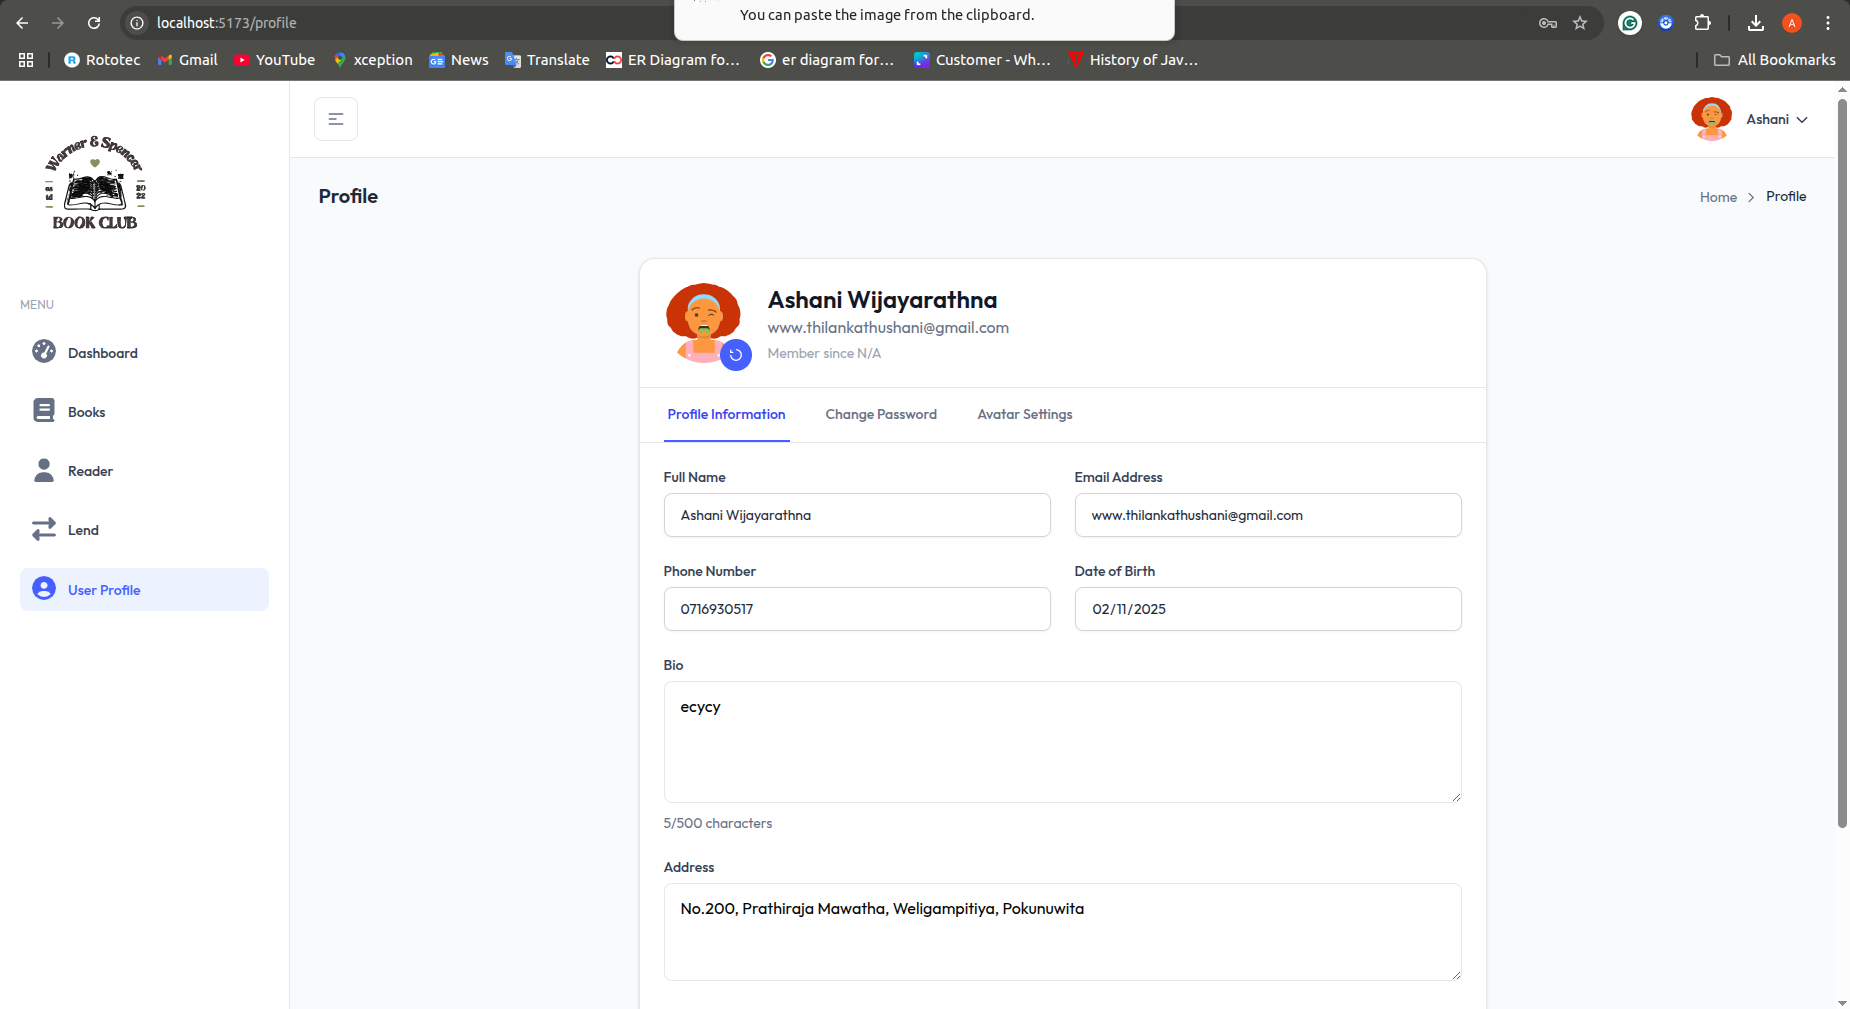 You can paste the image from the clipboard.
localhost:5173/profile
A
Rototec
Gmail
YouTube
xception
News
Translate
ER Diagram fo...
er diagram for...
Customer - Wh...
History of Jav...
All Bookmarks
Warner & Spencer
BOOK CLUB
Ashani
Profile
Home > Profile
MENU
Dashboard
Books
Reader
Lend
User Profile
Ashani Wijayarathna
www.thilankathushani@gmail.com
Member since N/A
Profile Information
Change Password
Avatar Settings
Full Name
Email Address
Ashani Wijayarathna
www.thilankathushani@gmail.com
Phone Number
Date of Birth
0716930517
02/11/2025
Bio
ecycy
5/500 characters
Address
No.200, Prathiraja Mawatha, Weligampitiya, Pokunuwita